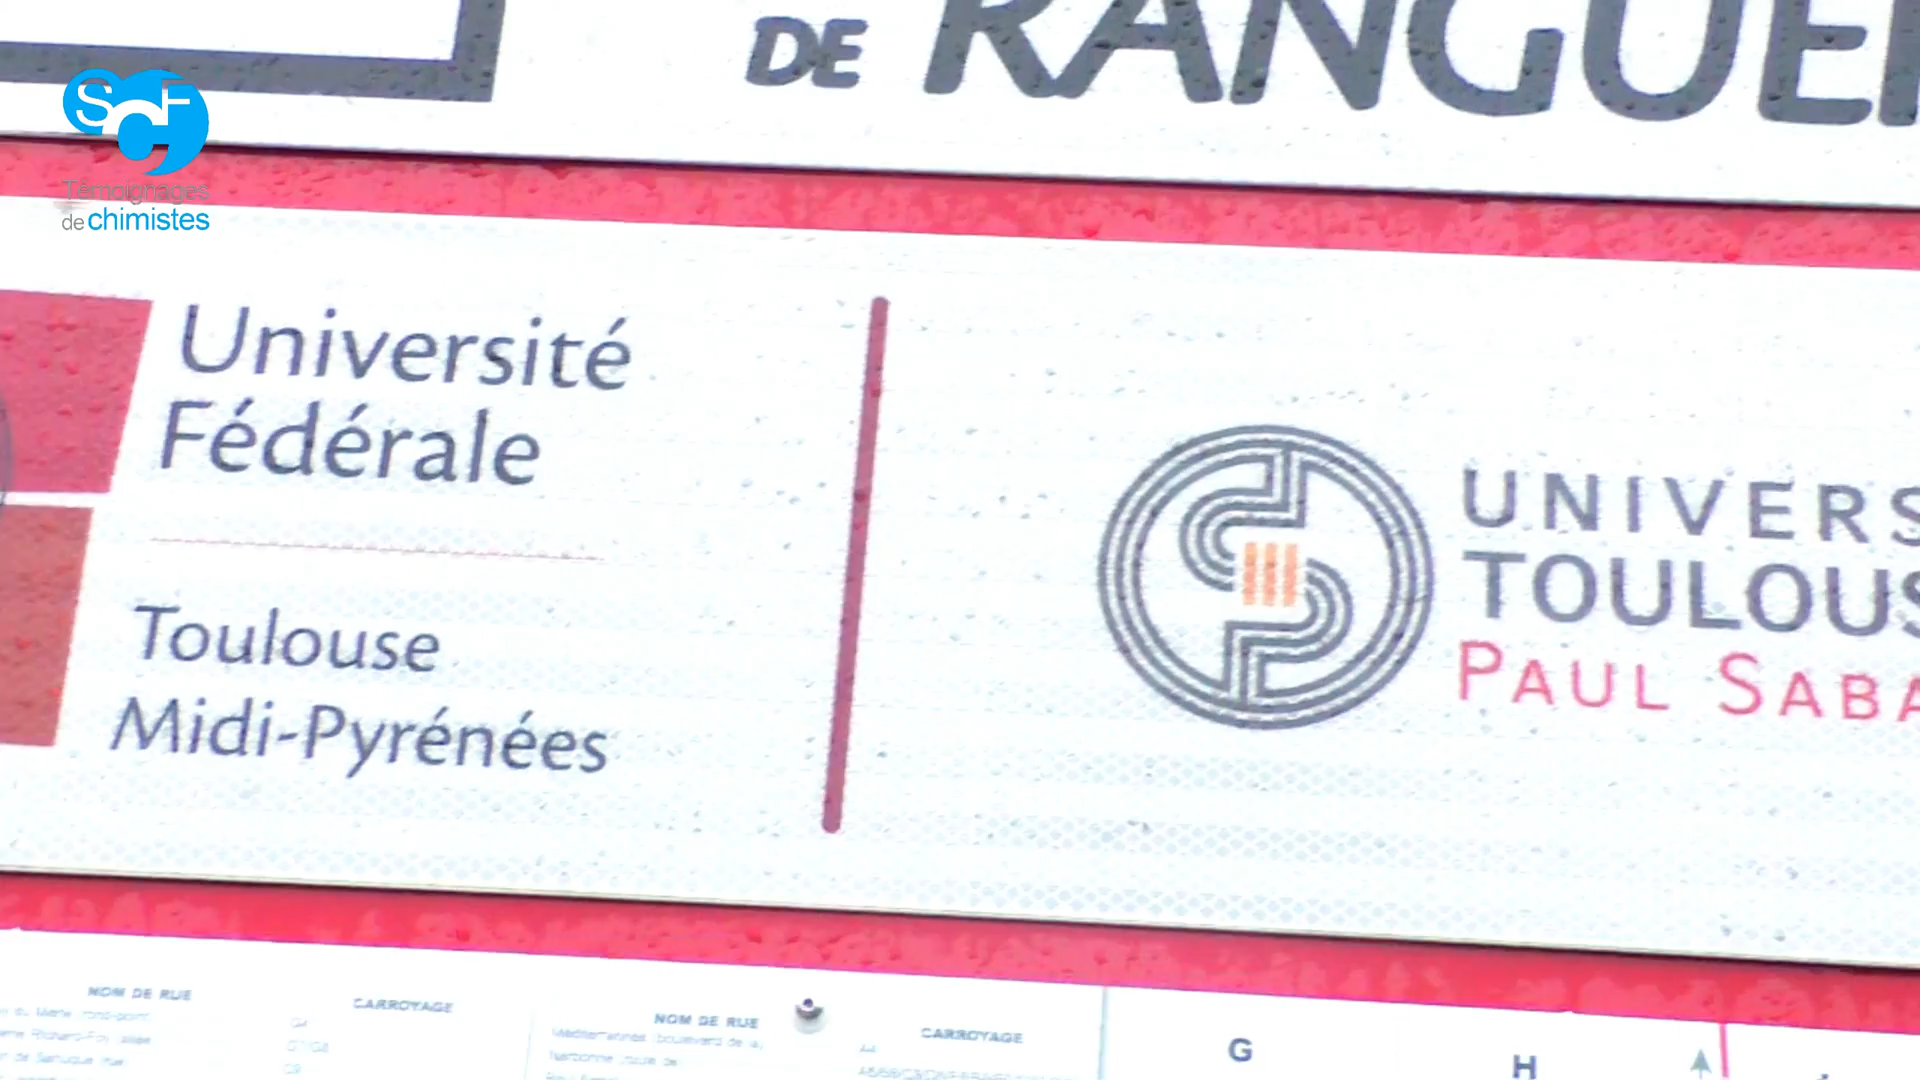 DE RANGUEI
SCF
Témoignages
de chimistes
Université
Fédérale
Toulouse
Midi-Pyrénées
UNIVERS
TOULOUS
PAUL SABA
NOM DE RUE
CARROYAGE
NOM DE RUE
CARROYAGE
G
H